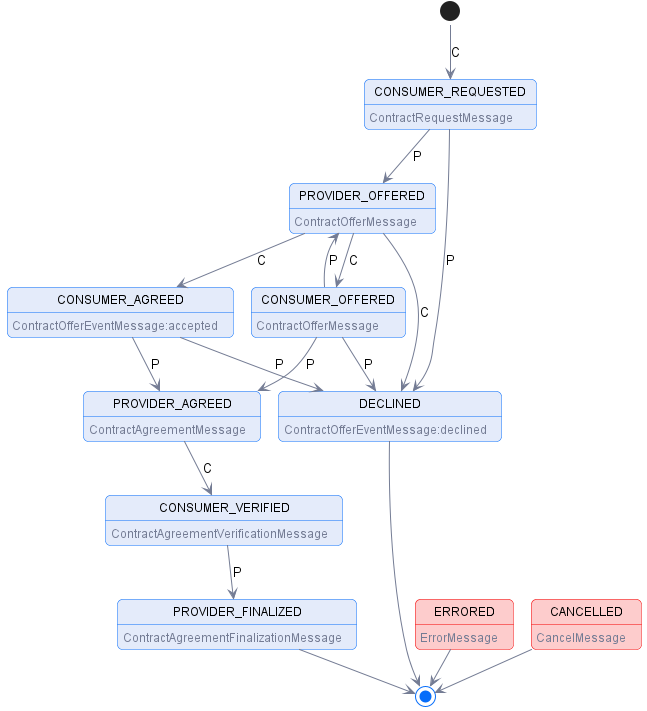 C
CONSUMER_REQUESTED
ContractRequestMessage
P
PROVIDER_OFFERED
ContractOfferMessage
C
P
C
P
CONSUMER_AGREED
ContractOfferEventMessage:accepted
CONSUMER_OFFERED
ContractOfferMessage
C
P
P
P
P
PROVIDER_AGREED
ContractAgreementMessage
DECLINED
ContractOfferEventMessage:declined
C
CONSUMER_VERIFIED
ContractAgreementVerificationMessage
P
PROVIDER_FINALIZED
ContractAgreementFinalizationMessage
ERRORED
ErrorMessage
CANCELLED
CancelMessage